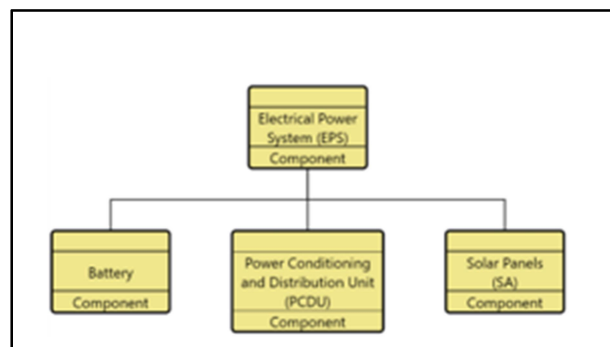 Electrical Power
System (EPS)
Component
Battery
Component
Power Conditioning
and Distribution Unit
(PCDU)
Component
Solar Panels
(SA)
Component